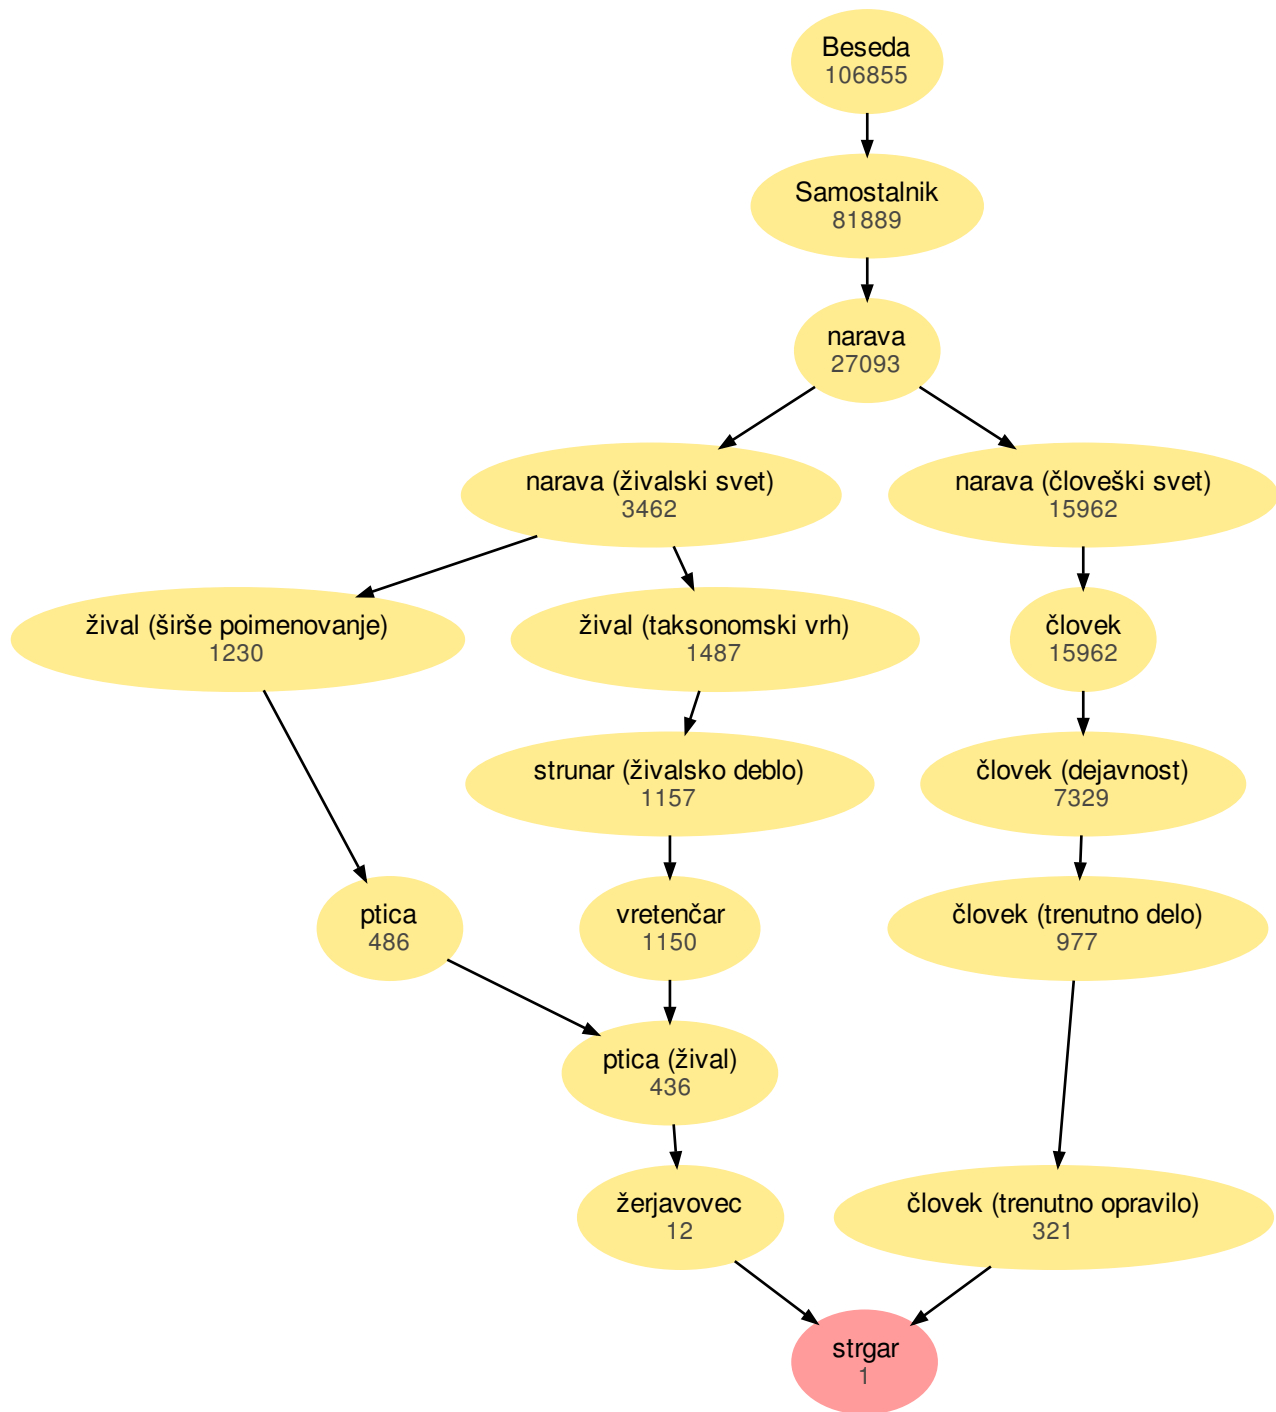 Beseda
106855
Samostalnik
81889
narava
27093
narava (živalski svet)
3462
narava (človeški svet)
15962
žival (širše poimenovanje)
1230
žival (taksonomski vrh)
1487
človek
15962
strunar (živalsko deblo)
1157
človek (dejavnost)
7329
ptica
486
vretenčar
1150
človek (trenutno delo)
977
ptica (žival)
436
žerjavovec
12
človek (trenutno opravilo)
321
strgar
1